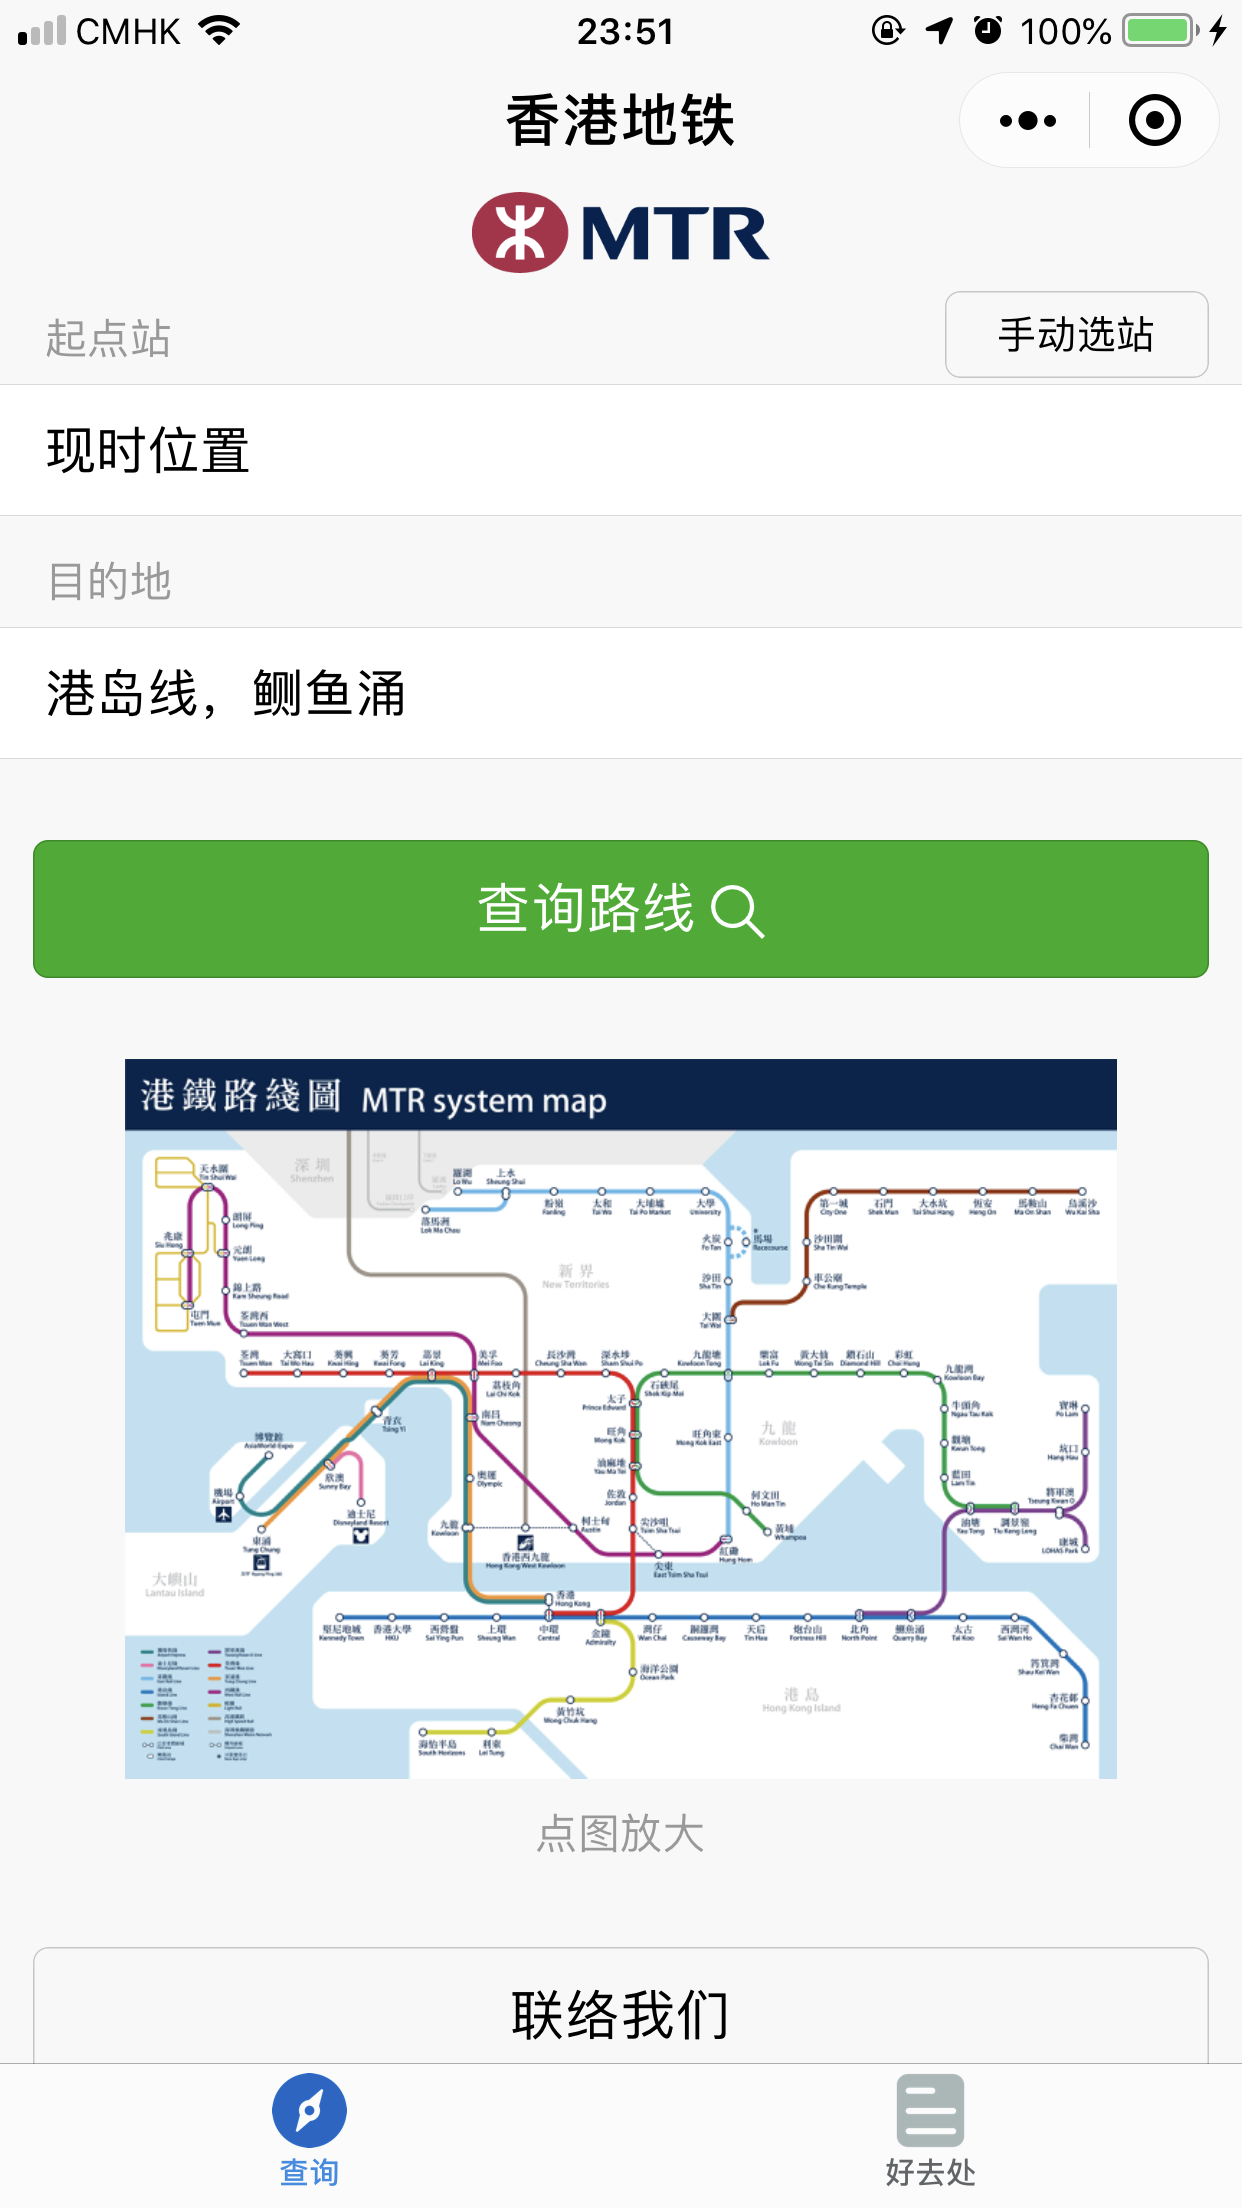 CMHK
23:51
100%
香港地铁
MTR
起点站
手动选站
现时位置
目的地
港岛线，鲗鱼涌
查询路线
港鐵路綫圖 MTR system map
深圳
Shenzhen
天水圍
Tin Shui Wai
羅湖
Lo Wu
上水
Sheung Shui
落馬洲
Lok Ma Chau
粉嶺
Fanling
太和
Tai Wo
大埔墟
Tai Po Market
大學
University
第一城
City One
石門
Shek Mun
大水坑
Tai Shui Hang
恆安
Heng On
馬鞍山
Ma On Shan
烏溪沙
Wu Kai Sha
朗屏
Long Ping
兆康
Siu Hong
元朗
Yuen Long
火炭
Fo Tan
馬場
Racecourse
沙田圍
Sha Tin Wai
新界
New Territories
沙田
Sha Tin
車公廟
Che Kung Temple
錦上路
Kam Sheung Road
屯門
Tuen Mun
荃灣西
Tsuen Wan West
大圍
Tai Wai
荃灣
Tsuen Wan
大窩口
Tai Wo Hau
葵興
Kwai Hing
葵芳
Kwai Fong
荔景
Lai King
美孚
Mei Foo
長沙灣
Cheung Sha Wan
深水埗
Sham Shui Po
九龍塘
Kowloon Tong
樂富
Lok Fu
黃大仙
Wong Tai Sin
鑽石山
Diamond Hill
彩虹
Choi Hung
九龍灣
Kowloon Bay
荔枝角
Lai Chi Kok
石硤尾
Shek Kip Mei
太子
Prince Edward
牛頭角
Ngau Tau Kok
寶琳
Po Lam
青衣
Tsing Yi
南昌
Nam Cheong
旺角
Mong Kok
旺角東
Mong Kok East
九龍
Kowloon
觀塘
Kwun Tong
坑口
Hang Hau
博覽館
AsiaWorld-Expo
油麻地
Yau Ma Tei
藍田
Lam Tin
欣澳
Sunny Bay
奧運
Olympic
機場
Airport
佐敦
Jordan
何文田
Ho Man Tin
將軍澳
Tseung Kwan O
迪士尼
Disneyland Resort
九龍
Kowloon
柯士甸
Austin
尖沙咀
Tsim Sha Tsui
黃埔
Whampoa
油塘
Yau Tong
調景嶺
Tiu Keng Leng
康城
LOHAS Park
東涌
Tung Chung
香港西九龍
Hong Kong West Kowloon
紅磡
Hung Hom
尖東
East Tsim Sha Tsui
大嶼山
Lantau Island
香港
Hong Kong
堅尼地城
Kennedy Town
香港大學
HKU
西營盤
Sai Ying Pun
上環
Sheung Wan
中環
Central
金鐘
Admiralty
灣仔
Wan Chai
銅鑼灣
Causeway Bay
天后
Tin Hau
炮台山
Fortress Hill
北角
North Point
鰂魚涌
Quarry Bay
太古
Tai Koo
西灣河
Sai Wan Ho
筲箕灣
Shau Kei Wan
海洋公園
Ocean Park
港島
Hong Kong Island
杏花邨
Heng Fa Chuen
黃竹坑
Wong Chuk Hang
海怡半島
South Horizons
利東
Lei Tung
柴灣
Chai Wan
点图放大
联络我们
查询
好去处